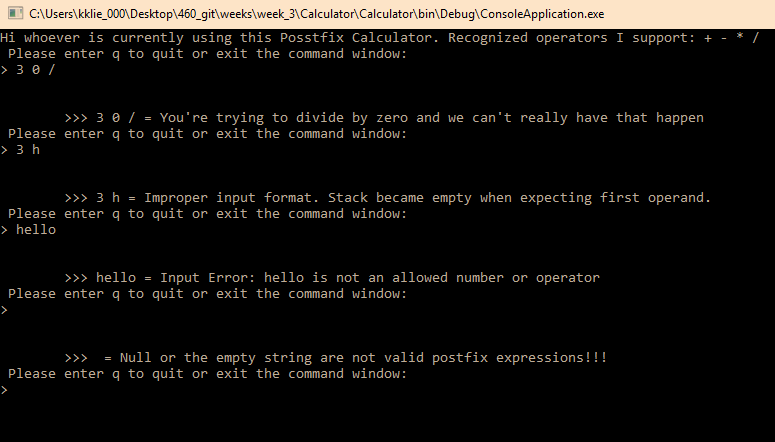 C:\Users\kklie_000\Desktop\460_git\weeks\week_3\Calculator\Calculator\bin\Debug\ConsoleApplication.exe
Hi whoever is currently using this Posstfix Calculator. Recognized operators I support: + - * /
Please enter q to quit or exit the command window:
> 3 0 /
>>> 3 0 / = You're trying to divide by zero and we can't really have that happen
Please enter q to quit or exit the command window:
> 3 h
>>> 3 h = Improper input format. Stack became empty when expecting first operand.
Please enter q to quit or exit the command window:
> hello
>>> hello = Input Error: hello is not an allowed number or operator
Please enter q to quit or exit the command window:
>
>>>  = Null or the empty string are not valid postfix expressions!!!
Please enter q to quit or exit the command window:
>